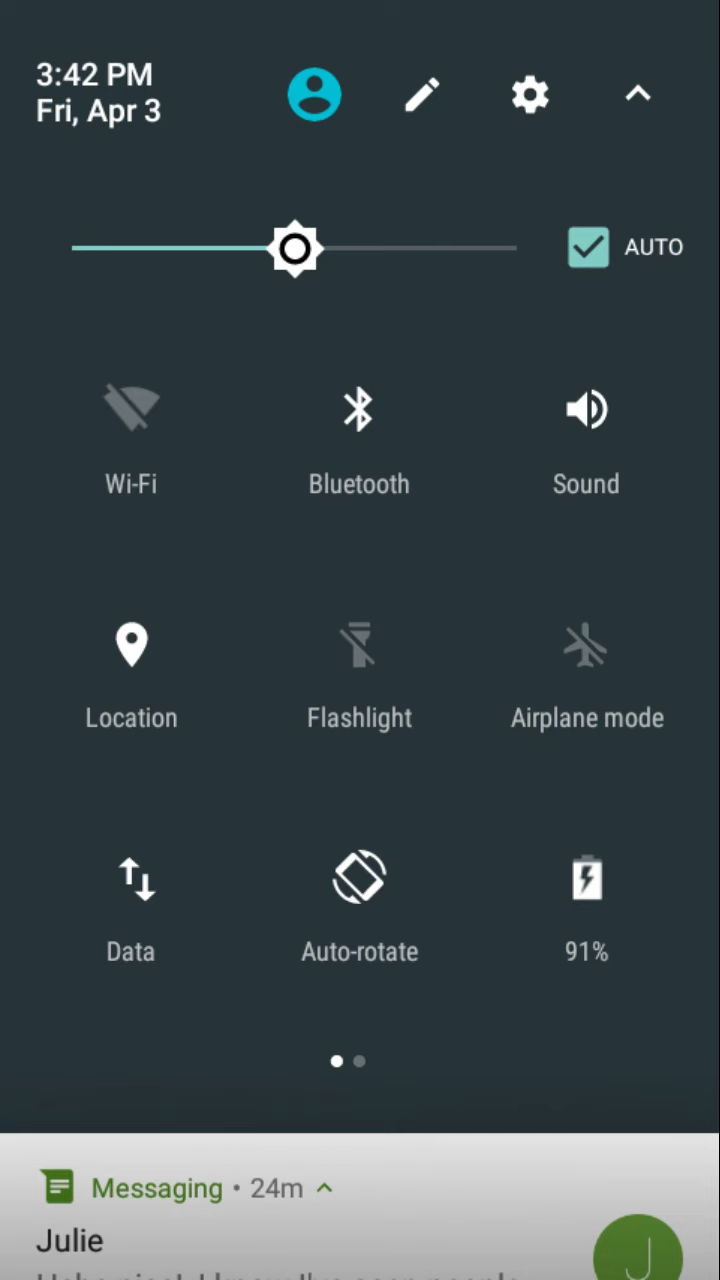 3:42 PM
Fri, Apr 3
AUTO
Wi-Fi
Bluetooth
Sound
Location
Flashlight
Airplane mode
Data
Auto-rotate
91%
Messaging • 24m
Julie
J